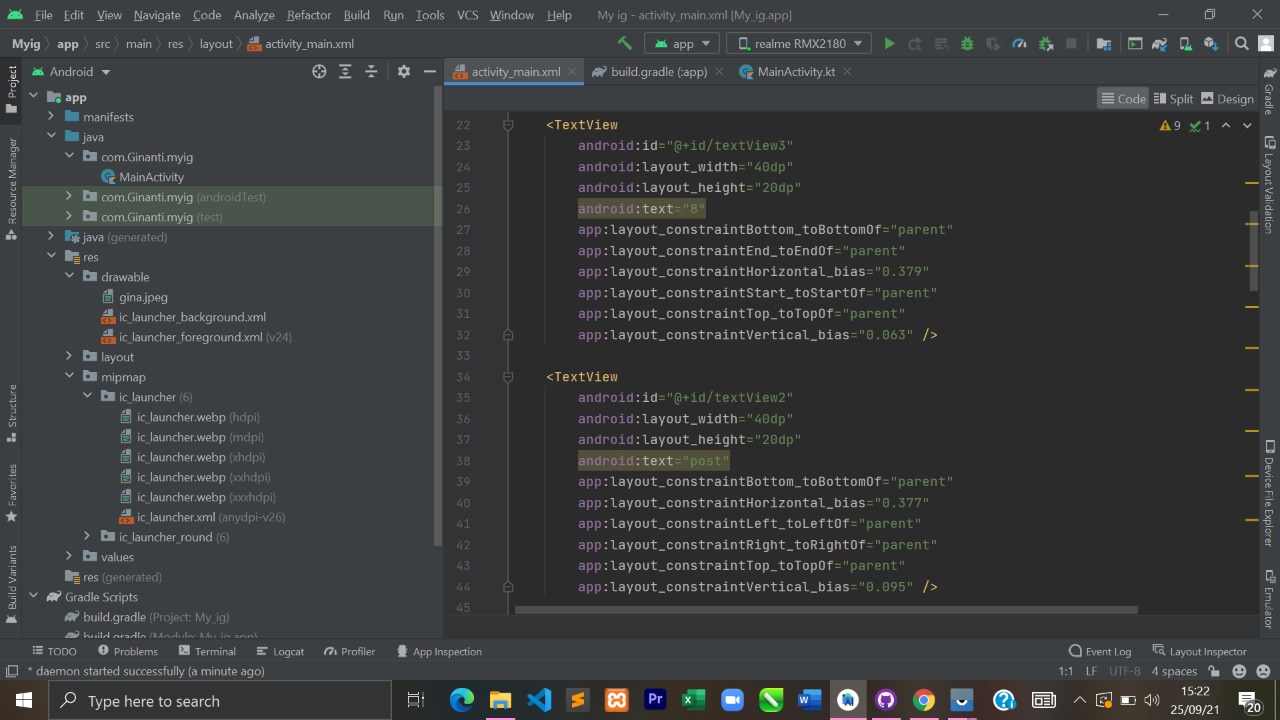 File Edit View Navigate Code Analyze Refactor Build Run Tools VCS Window Help My ig - activity_main.xml [My_ig.app]
Myig app src main res layout activity_main.xml app realme RMX2180
Project Android activity_main.xml build.gradle (:app) MainActivity.kt Gradle
Code Split Design
app
manifests
java
com.Ginanti.myig
MainActivity
com.Ginanti.myig (androidTest)
com.Ginanti.myig (test)
java (generated)
res
drawable
gina.jpeg
ic_launcher_background.xml
ic_launcher_foreground.xml (v24)
layout
mipmap
ic_launcher (6)
ic_launcher.webp (hdpi)
ic_launcher.webp (mdpi)
ic_launcher.webp (xhdpi)
ic_launcher.webp (xxhdpi)
ic_launcher.webp (xxxhdpi)
ic_launcher.xml (anydpi-v26)
ic_launcher_round (6)
values
res (generated)
Gradle Scripts
build.gradle (Project: My_ig)
build.gradle (Module: My_ig.app)
Resource Manager
Structure
Favorites
Build Variants
9 1
22 <TextView
23 android:id="@+id/textView3"
24 android:layout_width="40dp"
25 android:layout_height="20dp"
26 android:text="8"
27 app:layout_constraintBottom_toBottomOf="parent"
28 app:layout_constraintEnd_toEndOf="parent"
29 app:layout_constraintHorizontal_bias="0.379"
30 app:layout_constraintStart_toStartOf="parent"
31 app:layout_constraintTop_toTopOf="parent"
32 app:layout_constraintVertical_bias="0.063" />
33
34 <TextView
35 android:id="@+id/textView2"
36 android:layout_width="40dp"
37 android:layout_height="20dp"
38 android:text="post"
39 app:layout_constraintBottom_toBottomOf="parent"
40 app:layout_constraintHorizontal_bias="0.377"
41 app:layout_constraintLeft_toLeftOf="parent"
42 app:layout_constraintRight_toRightOf="parent"
43 app:layout_constraintTop_toTopOf="parent"
44 app:layout_constraintVertical_bias="0.095" />
45
Layout Validation
Device File Explorer
Emulator
TODO Problems Terminal Logcat Profiler App Inspection Event Log Layout Inspector
* daemon started successfully (a minute ago) 1:1 LF UTF-8 4 spaces
Type here to search
15:22
25/09/21
20